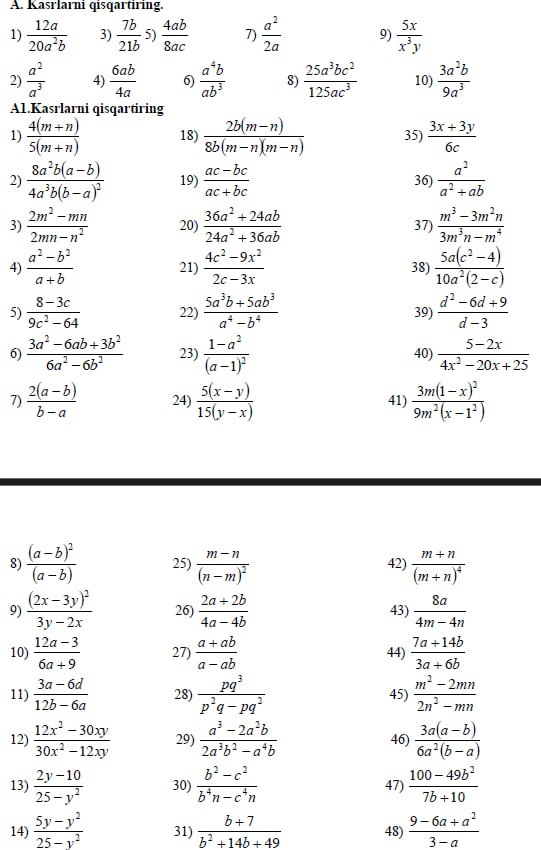 A. Kasrlarni qisqartiring.
1) 12a/20a²b 3) 7b/21b 5) 4ab/8ac 7) a²/2a 9) 5x/x³y
2) a²/a³ 4) 6ab/4a 6) a⁴b/ab³ 8) 25a³bc²/125ac³ 10) 3a²b/9a³
A1.Kasrlarni qisqartiring
1) 4(m+n)/5(m+n) 18) 2b(m−n)/8b(m−n)(m−n) 35) 3x+3y/6c
2) 8a²b(a−b)/4a³b(b−a)² 19) ac−bc/ac+bc 36) a²/a²+ab
3) 2m²−mn/2mn−n² 20) 36a²+24ab/24a²+36ab 37) m³−3m²n/3m³n−m⁴
4) a²−b²/a+b 21) 4c²−9x²/2c−3x 38) 5a(c²−4)/10a²(2−c)
5) 8−3c/9c²−64 22) 5a³b+5ab³/a⁴−b⁴ 39) d²−6d+9/d−3
6) 3a²−6ab+3b²/6a²−6b² 23) 1−a²/(a−1)² 40) 5−2x/4x²−20x+25
7) 2(a−b)/b−a 24) 5(x−y)/15(y−x) 41) 3m(1−x)²/9m²(x−1²)
8) (a−b)²/(a−b) 25) m−n/(n−m)² 42) m+n/(m+n)⁴
9) (2x−3y)²/3y−2x 26) 2a+2b/4a−4b 43) 8a/4m−4n
10) 12a−3/6a+9 27) a+ab/a−ab 44) 7a+14b/3a+6b
11) 3a−6d/12b−6a 28) pq³/p²q−pq² 45) m²−2mn/2n²−mn
12) 12x²−30xy/30x²−12xy 29) a³−2a²b/2a³b²−a⁴b 46) 3a(a−b)/6a²(b−a)
13) 2y−10/25−y² 30) b²−c²/b⁴n−c⁴n 47) 100−49b²/7b+10
14) 5y−y²/25−y² 31) b+7/b²+14b+49 48) 9−6a+a²/3−a